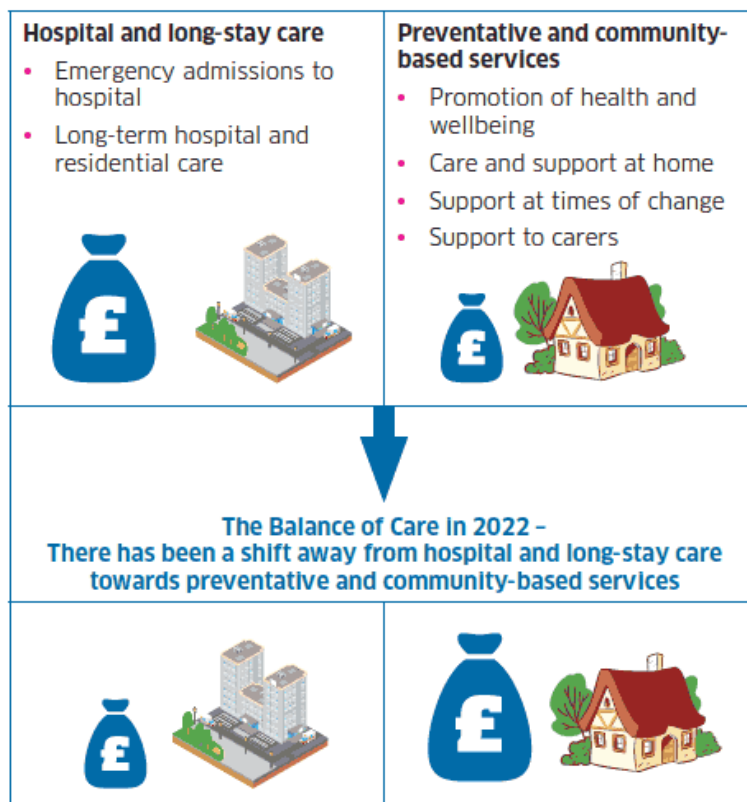 Hospital and long-stay care
• Emergency admissions to
hospital
• Long-term hospital and
residential care
£
Preventative and community-
based services
• Promotion of health and
wellbeing
• Care and support at home
• Support at times of change
• Support to carers
£
The Balance of Care in 2022 –
There has been a shift away from hospital and long-stay care
towards preventative and community-based services
£
£